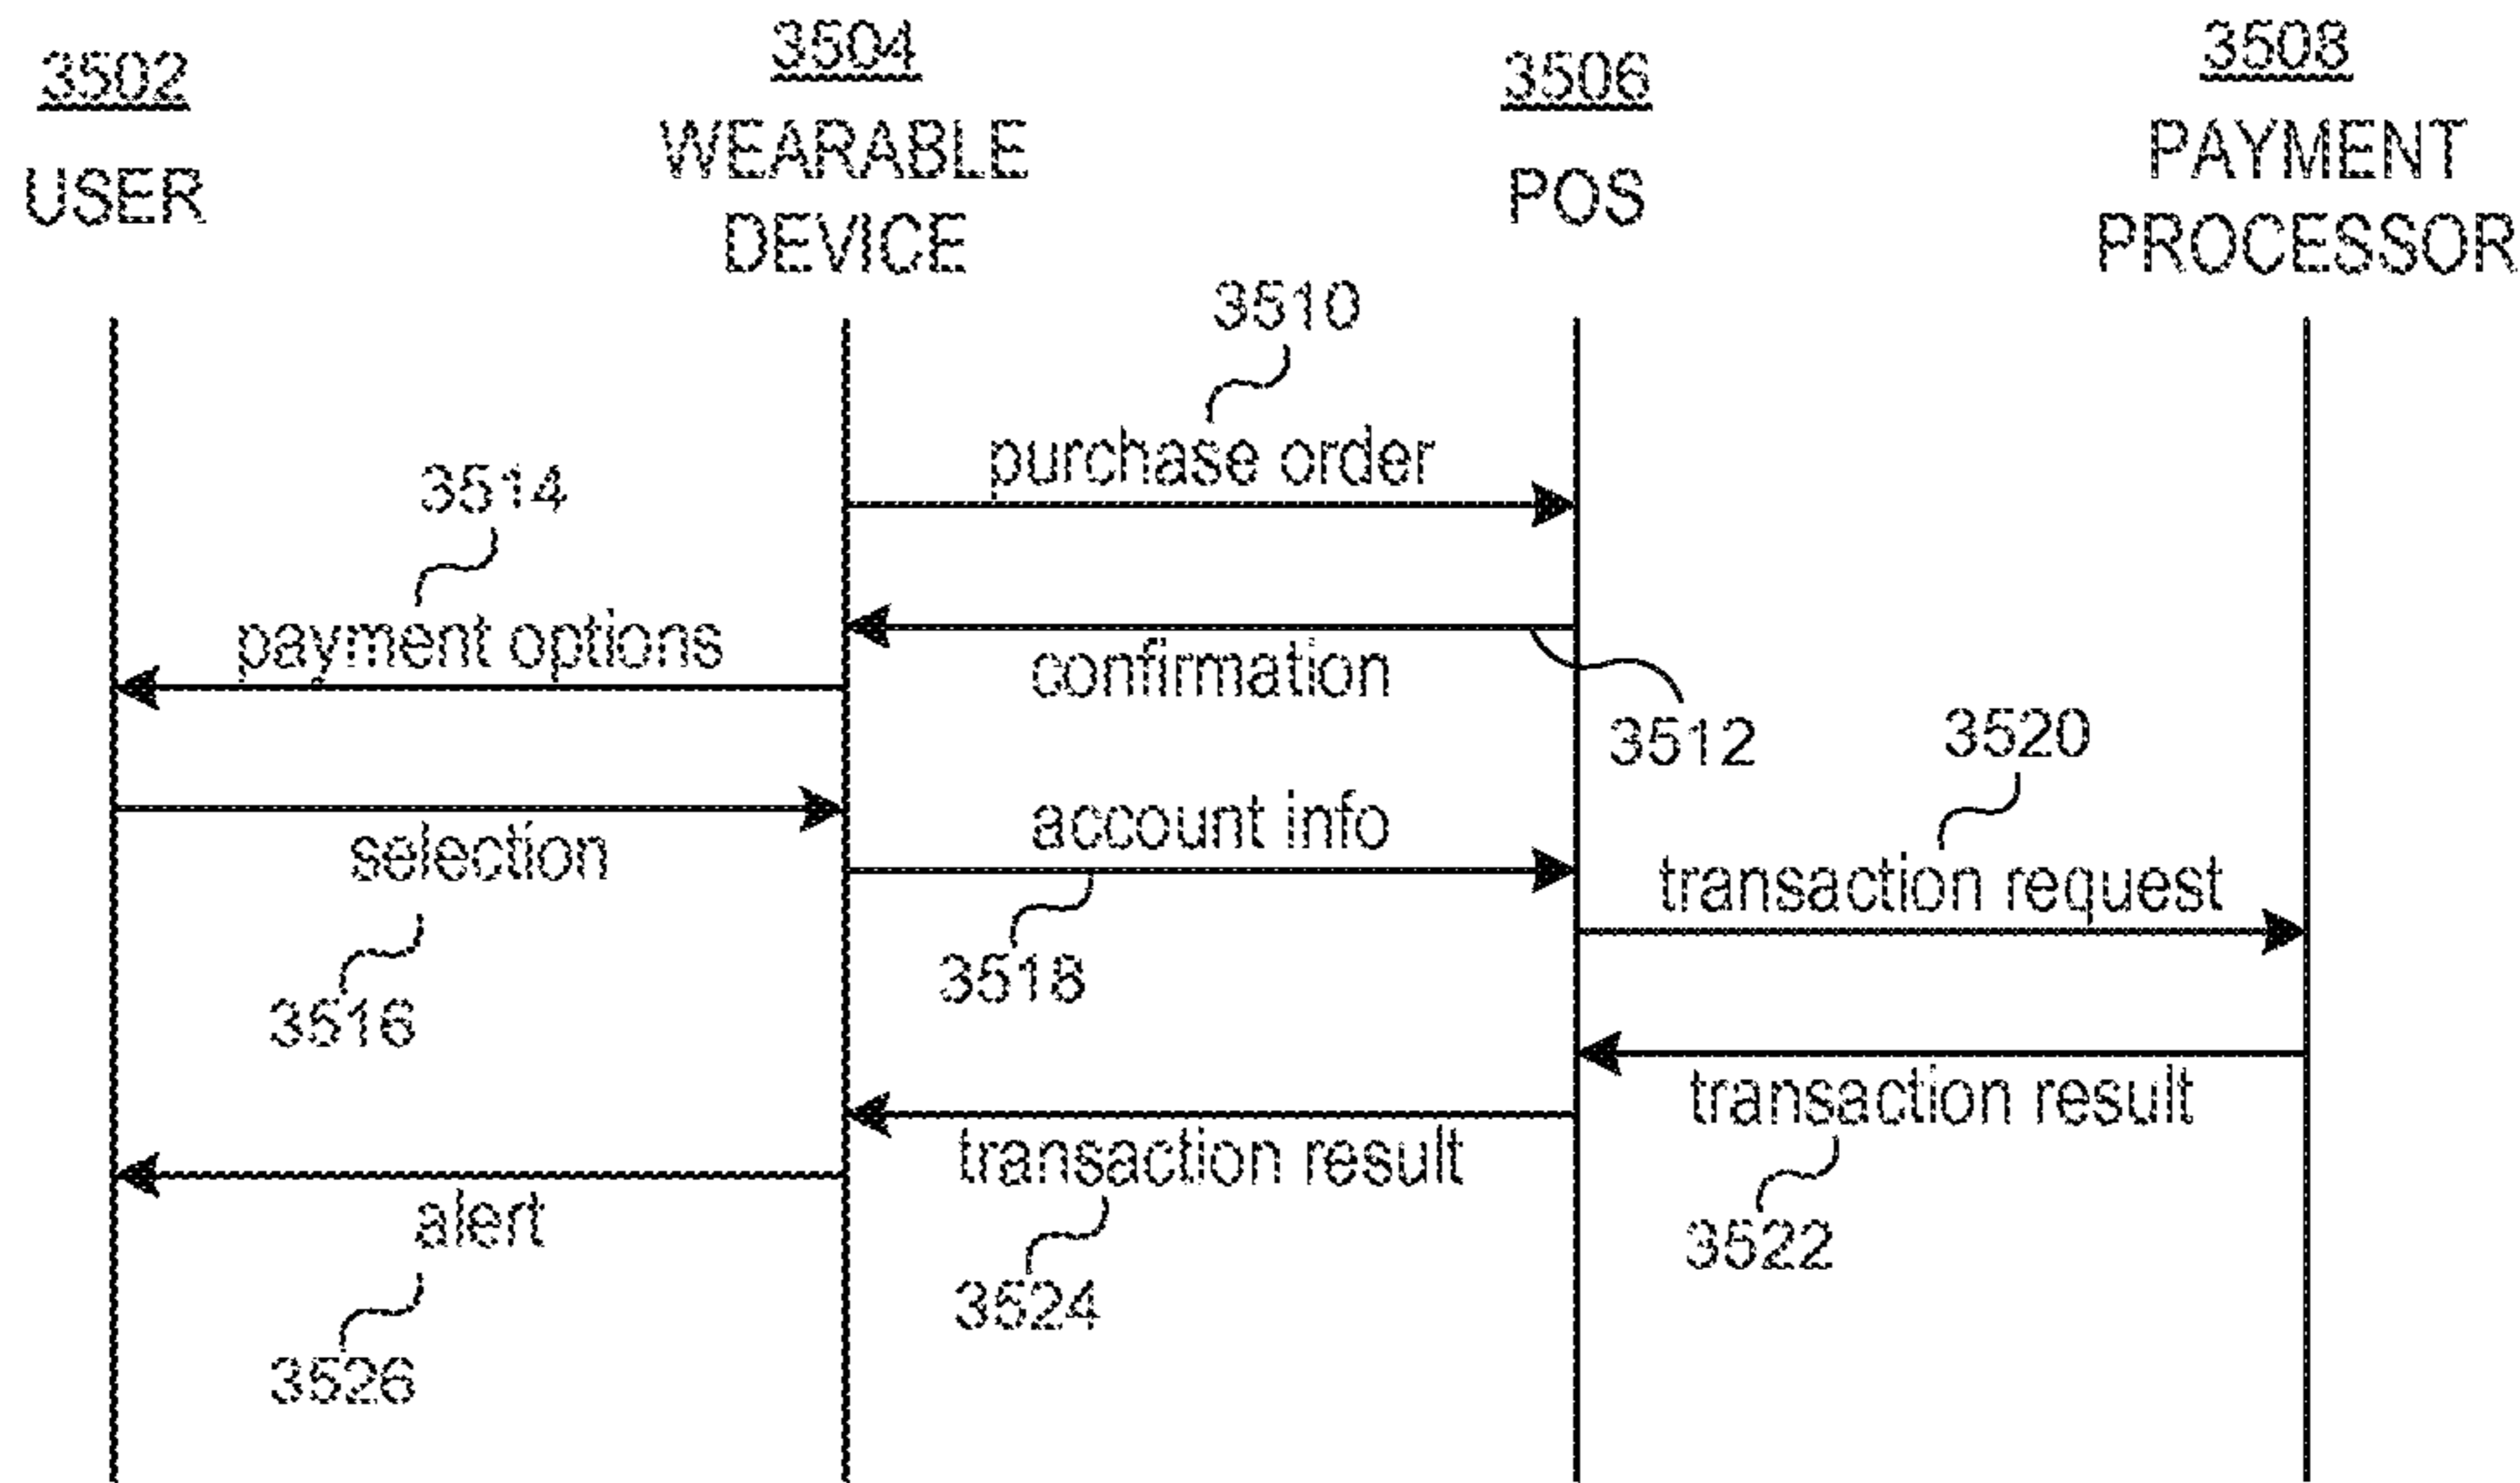 3502
USER
3504
WEARABLE
DEVICE
3506
POS
3508
PAYMENT
PROCESSOR
3510
purchase order
3514
payment options
confirmation
3512
selection
3516
account info
3518
3520
transaction request
transaction result
3522
transaction result
3524
alert
3526